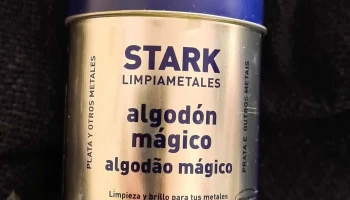 STARK
LIMPIAMETALES
algodón
mágico
algodão mágico
Limpieza y brillo para tus metales
PLATA Y OTROS METALES
PRATA E OUTROS METAIS